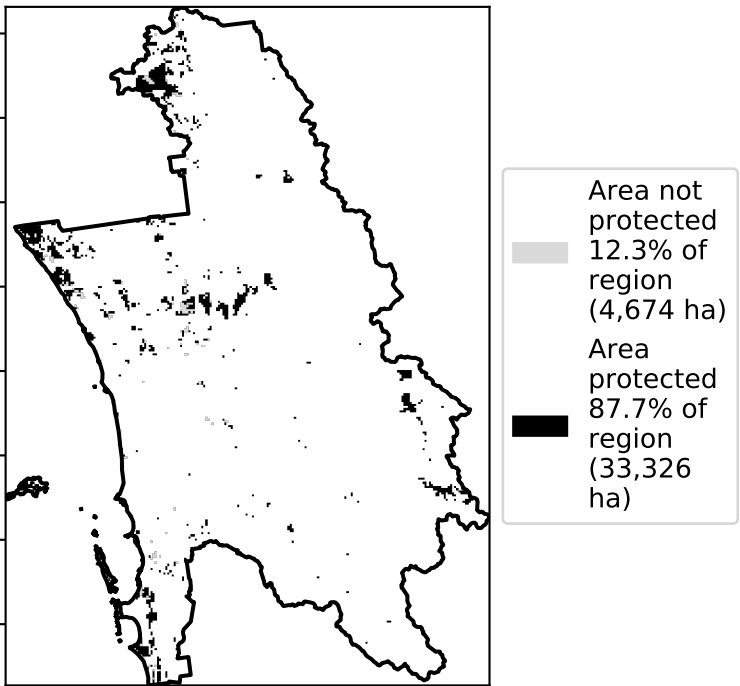 Area not
protected
12.3% of
region
(4,674 ha)
Area
protected
87.7% of
region
(33,326
ha)